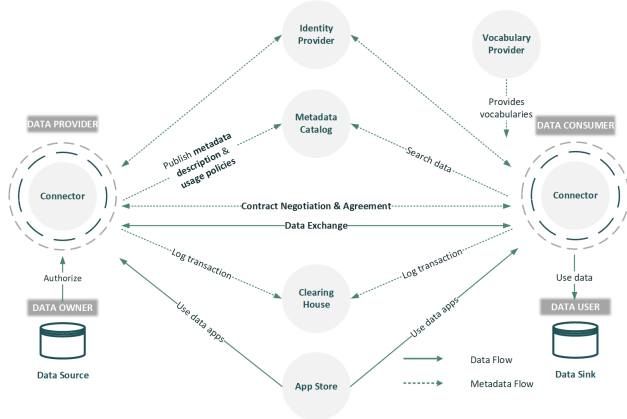 Identity
Provider
Vocabulary
Provider
Provides
vocabularies
DATA PROVIDER
Metadata
Catalog
DATA CONSUMER
Publish metadata
description &
usage policies
Search data
Connector
Connector
Contract Negotiation & Agreement
Data Exchange
Log transaction
Log transaction
Authorize
Use data
Clearing
House
DATA OWNER
DATA USER
Use data apps
Use data apps
Data Source
App Store
Data Flow
Metadata Flow
Data Sink